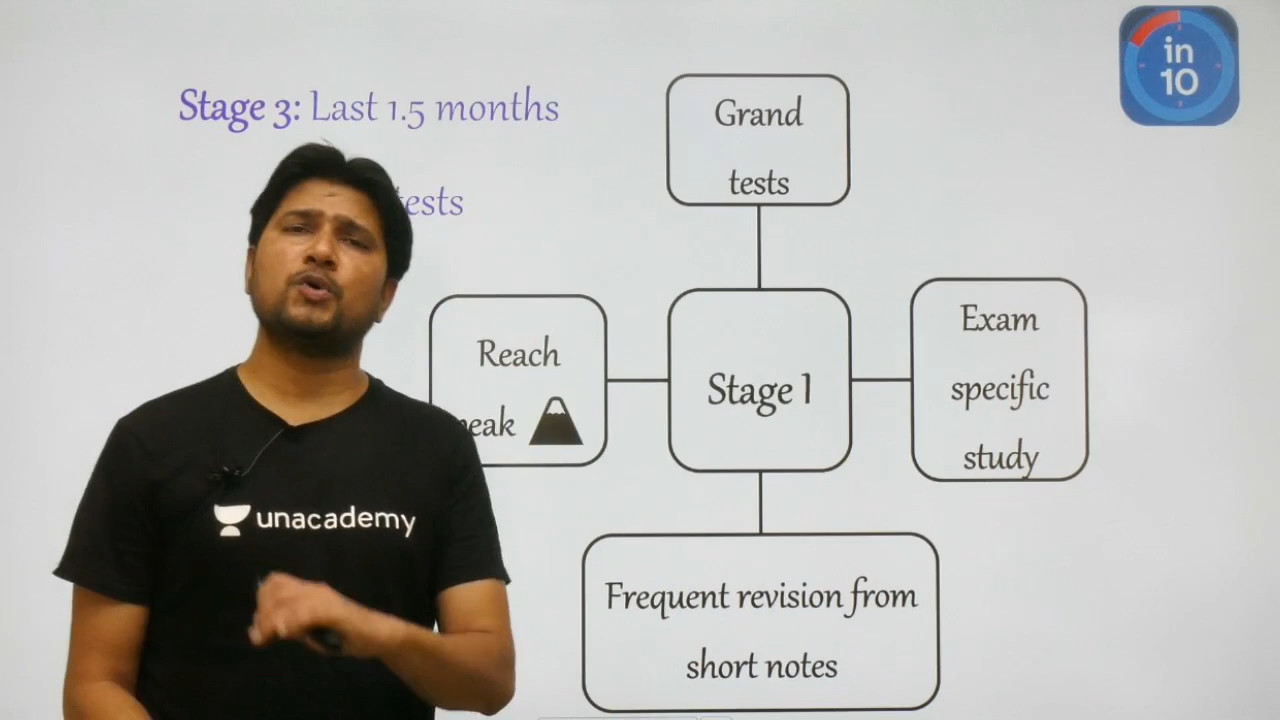 in
10
Stage 3: Last 1.5 months
tests
Grand
tests
Reach
Stage 1
Exam
specific
study
Frequent revision from
short notes
unacademy